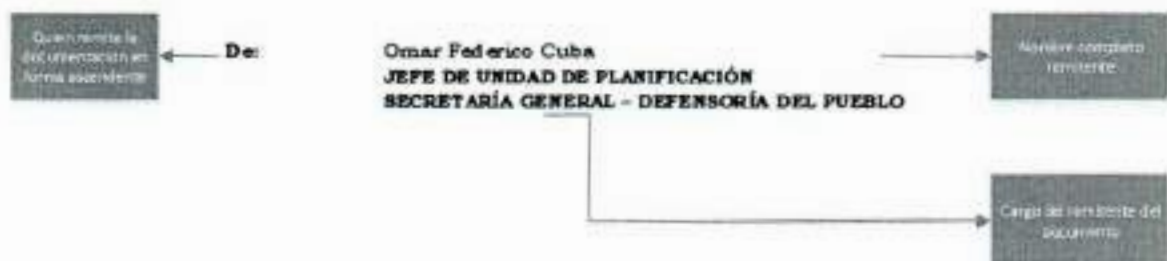 Quien remite la
documentación en
forma ascendente
De:
Omar Federico Cuba
JEFE DE UNIDAD DE PLANIFICACIÓN
SECRETARÍA GENERAL – DEFENSORÍA DEL PUEBLO
Nombre completo
remitente
Cargo de remitente del
documento